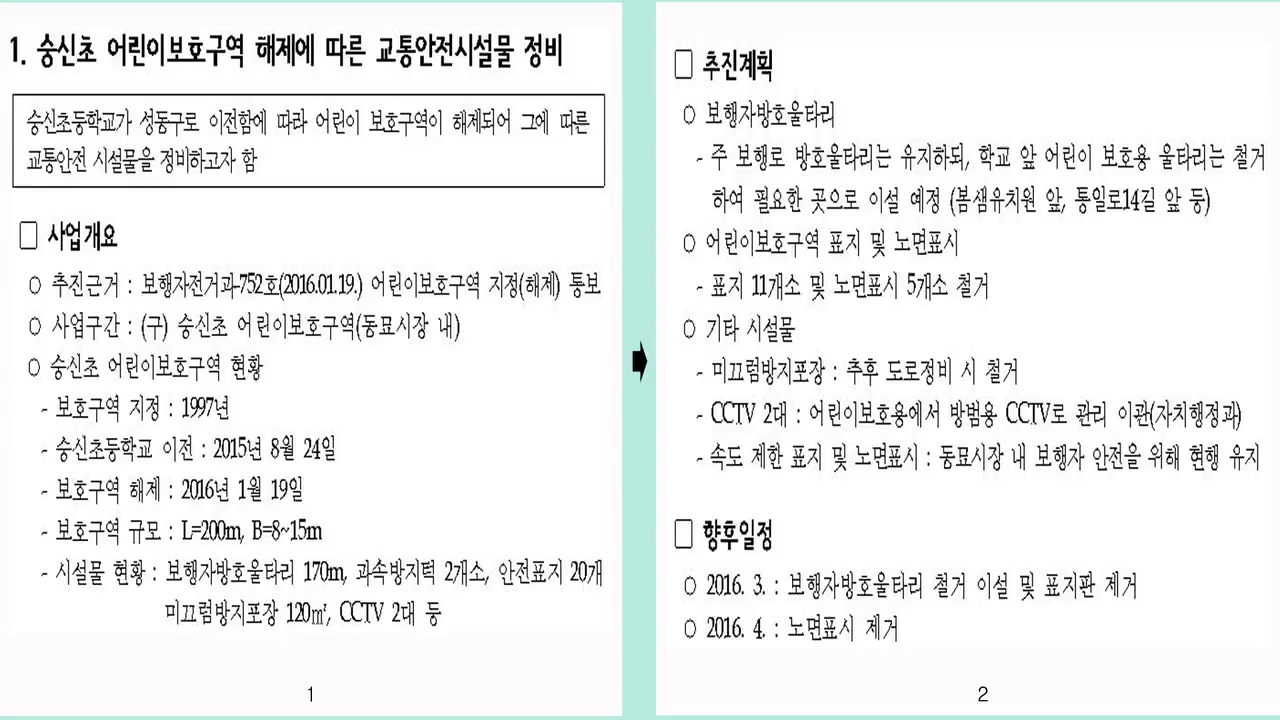 1. 숭신초 어린이보호구역 해제에 따른 교통안전시설물 정비
숭신초등학교가 성동구로 이전함에 따라 어린이 보호구역이 해제되어 그에 따른
교통안전 시설물을 정비하고자 함
□ 사업개요
○ 추진근거 : 보행자전거과-752호(2016.01.19.) 어린이보호구역 지정(해제) 통보
○ 사업구간 : (구) 숭신초 어린이보호구역(동묘시장 내)
○ 숭신초 어린이보호구역 현황
- 보호구역 지정 : 1997년
- 숭신초등학교 이전 : 2015년 8월 24일
- 보호구역 해제 : 2016년 1월 19일
- 보호구역 규모 : L=200m, B=8~15m
- 시설물 현황 : 보행자방호울타리 170m, 과속방지턱 2개소, 안전표지 20개
미끄럼방지포장 120㎡, CCTV 2대 등
1
□ 추진계획
○ 보행자방호울타리
- 주 보행로 방호울타리는 유지하되, 학교 앞 어린이 보호용 울타리는 철거
하여 필요한 곳으로 이설 예정 (봄샘유치원 앞, 통일로14길 앞 등)
○ 어린이보호구역 표지 및 노면표시
- 표지 11개소 및 노면표시 5개소 철거
○ 기타 시설물
- 미끄럼방지포장 : 추후 도로정비 시 철거
- CCTV 2대 : 어린이보호용에서 방범용 CCTV로 관리 이관(자치행정과)
- 속도 제한 표지 및 노면표시 : 동묘시장 내 보행자 안전을 위해 현행 유지
□ 향후일정
○ 2016. 3. : 보행자방호울타리 철거 이설 및 표지판 제거
○ 2016. 4. : 노면표시 제거
2